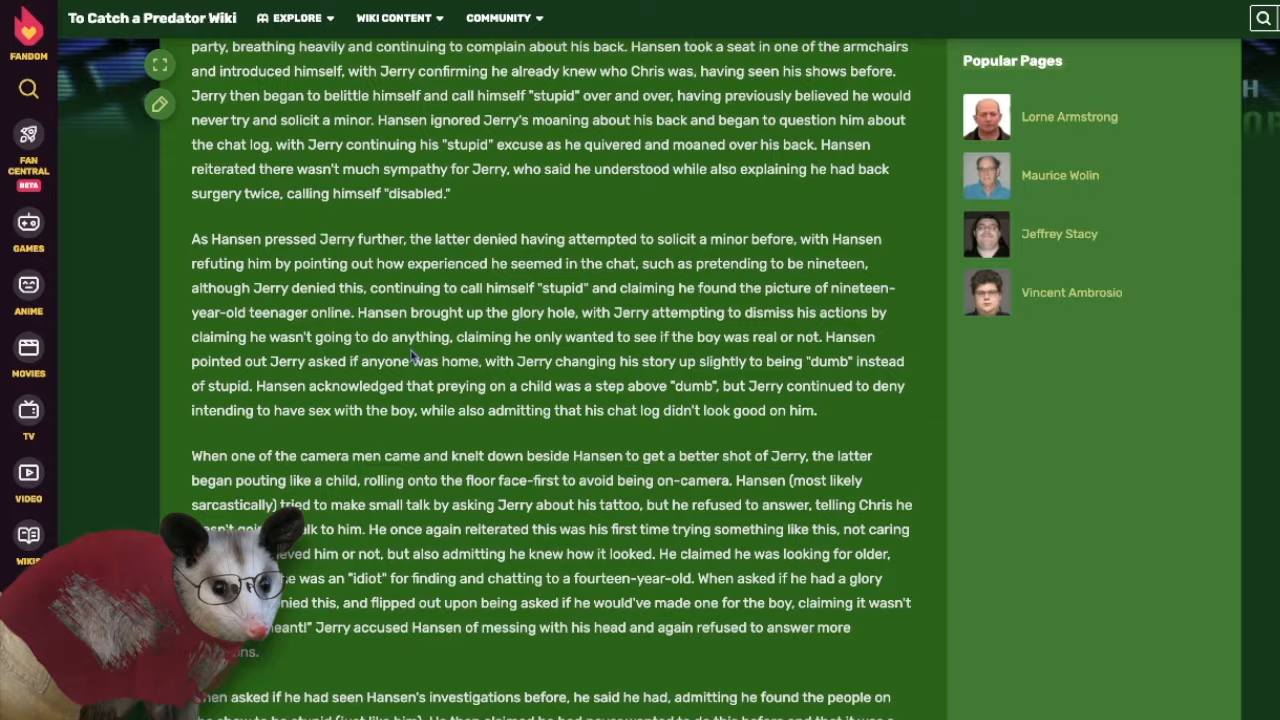 To Catch a Predator Wiki
EXPLORE
WIKI CONTENT
COMMUNITY
FANDOM
FAN
CENTRAL
BETA
GAMES
ANIME
MOVIES
TV
VIDEO
WIKIS
party, breathing heavily and continuing to complain about his back. Hansen took a seat in one of the armchairs
and introduced himself, with Jerry confirming he already knew who Chris was, having seen his shows before.
Jerry then began to belittle himself and call himself "stupid" over and over, having previously believed he would
never try and solicit a minor. Hansen ignored Jerry's moaning about his back and began to question him about
the chat log, with Jerry continuing his "stupid" excuse as he quivered and moaned over his back. Hansen
reiterated there wasn't much sympathy for Jerry, who said he understood while also explaining he had back
surgery twice, calling himself "disabled."
As Hansen pressed Jerry further, the latter denied having attempted to solicit a minor before, with Hansen
refuting him by pointing out how experienced he seemed in the chat, such as pretending to be nineteen,
although Jerry denied this, continuing to call himself "stupid" and claiming he found the picture of nineteen-
year-old teenager online. Hansen brought up the glory hole, with Jerry attempting to dismiss his actions by
claiming he wasn't going to do anything, claiming he only wanted to see if the boy was real or not. Hansen
pointed out Jerry asked if anyone was home, with Jerry changing his story up slightly to being "dumb" instead
of stupid. Hansen acknowledged that preying on a child was a step above "dumb", but Jerry continued to deny
intending to have sex with the boy, while also admitting that his chat log didn't look good on him.
When one of the camera men came and knelt down beside Hansen to get a better shot of Jerry, the latter
began pouting like a child, rolling onto the floor face-first to avoid being on-camera. Hansen (most likely
sarcastically) tried to make small talk by asking Jerry about his tattoo, but he refused to answer, telling Chris he
to him. He once again reiterated this was his first time trying something like this, not caring
him or not, but also admitting he knew how it looked. He claimed he was looking for older,
was an "idiot" for finding and chatting to a fourteen-year-old. When asked if he had a glory
this, and flipped out upon being asked if he would've made one for the boy, claiming it wasn't
Jerry accused Hansen of messing with his head and again refused to answer more
asked if he had seen Hansen's investigations before, he said he had, admitting he found the people on
Popular Pages
Lorne Armstrong
Maurice Wolin
Jeffrey Stacy
Vincent Ambrosio